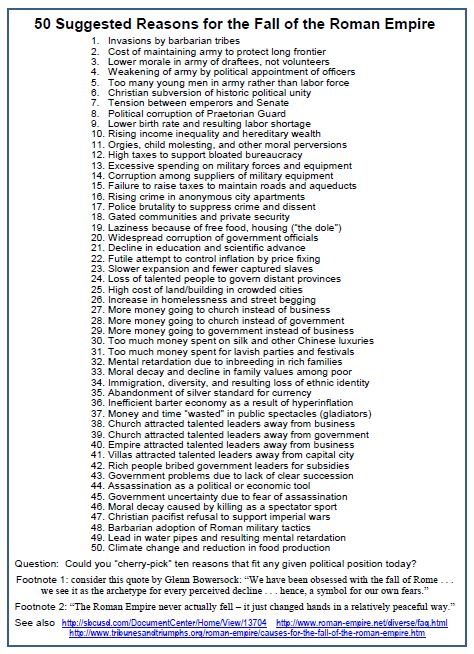 50 Suggested Reasons for the Fall of the Roman Empire
1. Invasions by barbarian tribes
2. Cost of maintaining army to protect long frontier
3. Lower morale in army of draftees, not volunteers
4. Weakening of army by political appointment of officers
5. Too many young men in army rather than labor force
6. Christian subversion of historic political unity
7. Tension between emperors and Senate
8. Political corruption of Praetorian Guard
9. Lower birth rate and resulting labor shortage
10. Rising income inequality and hereditary wealth
11. Orgies, child molesting, and other moral perversions
12. High taxes to support bloated bureaucracy
13. Excessive spending on military forces and equipment
14. Corruption among suppliers of military equipment
15. Failure to raise taxes to maintain roads and aqueducts
16. Rising crime in anonymous city apartments
17. Police brutality to suppress crime and dissent
18. Gated communities and private security
19. Laziness because of free food, housing ("the dole")
20. Widespread corruption of government officials
21. Decline in education and scientific advance
22. Futile attempt to control inflation by price fixing
23. Slower expansion and fewer captured slaves
24. Loss of talented people to govern distant provinces
25. High cost of land/building in crowded cities
26. Increase in homelessness and street begging
27. More money going to church instead of business
28. More money going to church instead of government
29. More money going to government instead of business
30. Too much money spent on silk and other Chinese luxuries
31. Too much money spent for lavish parties and festivals
32. Mental retardation due to inbreeding in rich families
33. Moral decay and decline in family values among poor
34. Immigration, diversity, and resulting loss of ethnic identity
35. Abandonment of silver standard for currency
36. Inefficient barter economy as a result of hyperinflation
37. Money and time "wasted" in public spectacles (gladiators)
38. Church attracted talented leaders away from business
39. Church attracted talented leaders away from government
40. Empire attracted talented leaders away from business
41. Villas attracted talented leaders away from capital city
42. Rich people bribed government leaders for subsidies
43. Government problems due to lack of clear succession
44. Assassination as a political or economic tool
45. Government uncertainty due to fear of assassination
46. Moral decay caused by killing as a spectator sport
47. Christian pacifist refusal to support imperial wars
48. Barbarian adoption of Roman military tactics
49. Lead in water pipes and resulting mental retardation
50. Climate change and reduction in food production
Question: Could you "cherry-pick" ten reasons that fit any given political position today?
Footnote 1: consider this quote by Glenn Bowersock: "We have been obsessed with the fall of Rome . . .
we see it as the archetype for every perceived decline . . . hence, a symbol for our own fears."
Footnote 2: "The Roman Empire never actually fell – it just changed hands in a relatively peaceful way."
See also http://sbcusd.com/DocumentCenter/Home/View/13704 http://www.roman-empire.net/diverse/faq.html
http://www.tribunesandtriumphs.org/roman-empire/causes-for-the-fall-of-the-roman-empire.htm